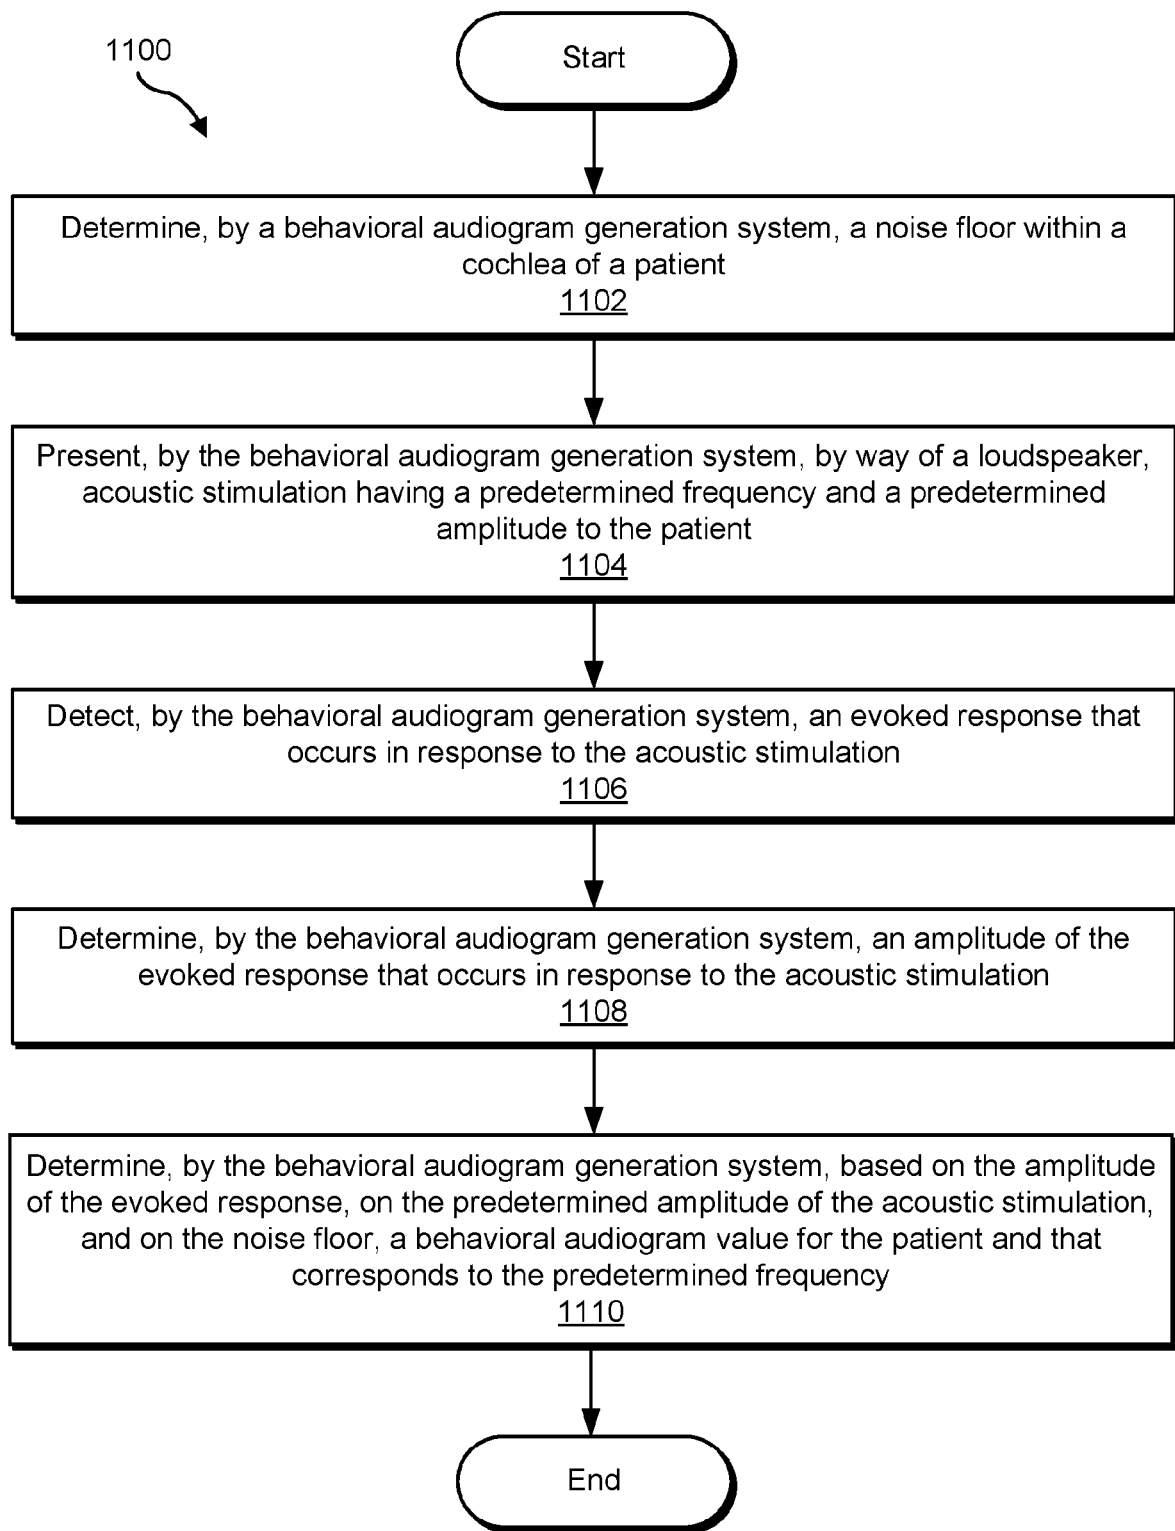 1100
Start
Determine, by a behavioral audiogram generation system, a noise floor within a
cochlea of a patient
1102
Present, by the behavioral audiogram generation system, by way of a loudspeaker,
acoustic stimulation having a predetermined frequency and a predetermined
amplitude to the patient
1104
Detect, by the behavioral audiogram generation system, an evoked response that
occurs in response to the acoustic stimulation
1106
Determine, by the behavioral audiogram generation system, an amplitude of the
evoked response that occurs in response to the acoustic stimulation
1108
Determine, by the behavioral audiogram generation system, based on the amplitude
of the evoked response, on the predetermined amplitude of the acoustic stimulation,
and on the noise floor, a behavioral audiogram value for the patient and that
corresponds to the predetermined frequency
1110
End